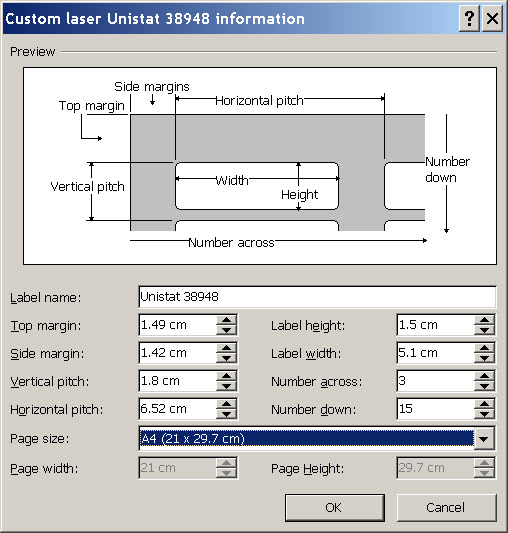 Custom laser Unistat 38948 information
Preview
Side margins
Horizontal pitch
Top margin
Number down
Vertical pitch
Width
Height
Number across
Label name: Unistat 38948
Top margin: 1.49 cm Label height: 1.5 cm
Side margin: 1.42 cm Label width: 5.1 cm
Vertical pitch: 1.8 cm Number across: 3
Horizontal pitch: 6.52 cm Number down: 15
Page size: A4 (21 x 29.7 cm)
Page width: 21 cm Page Height: 29.7 cm
OK Cancel